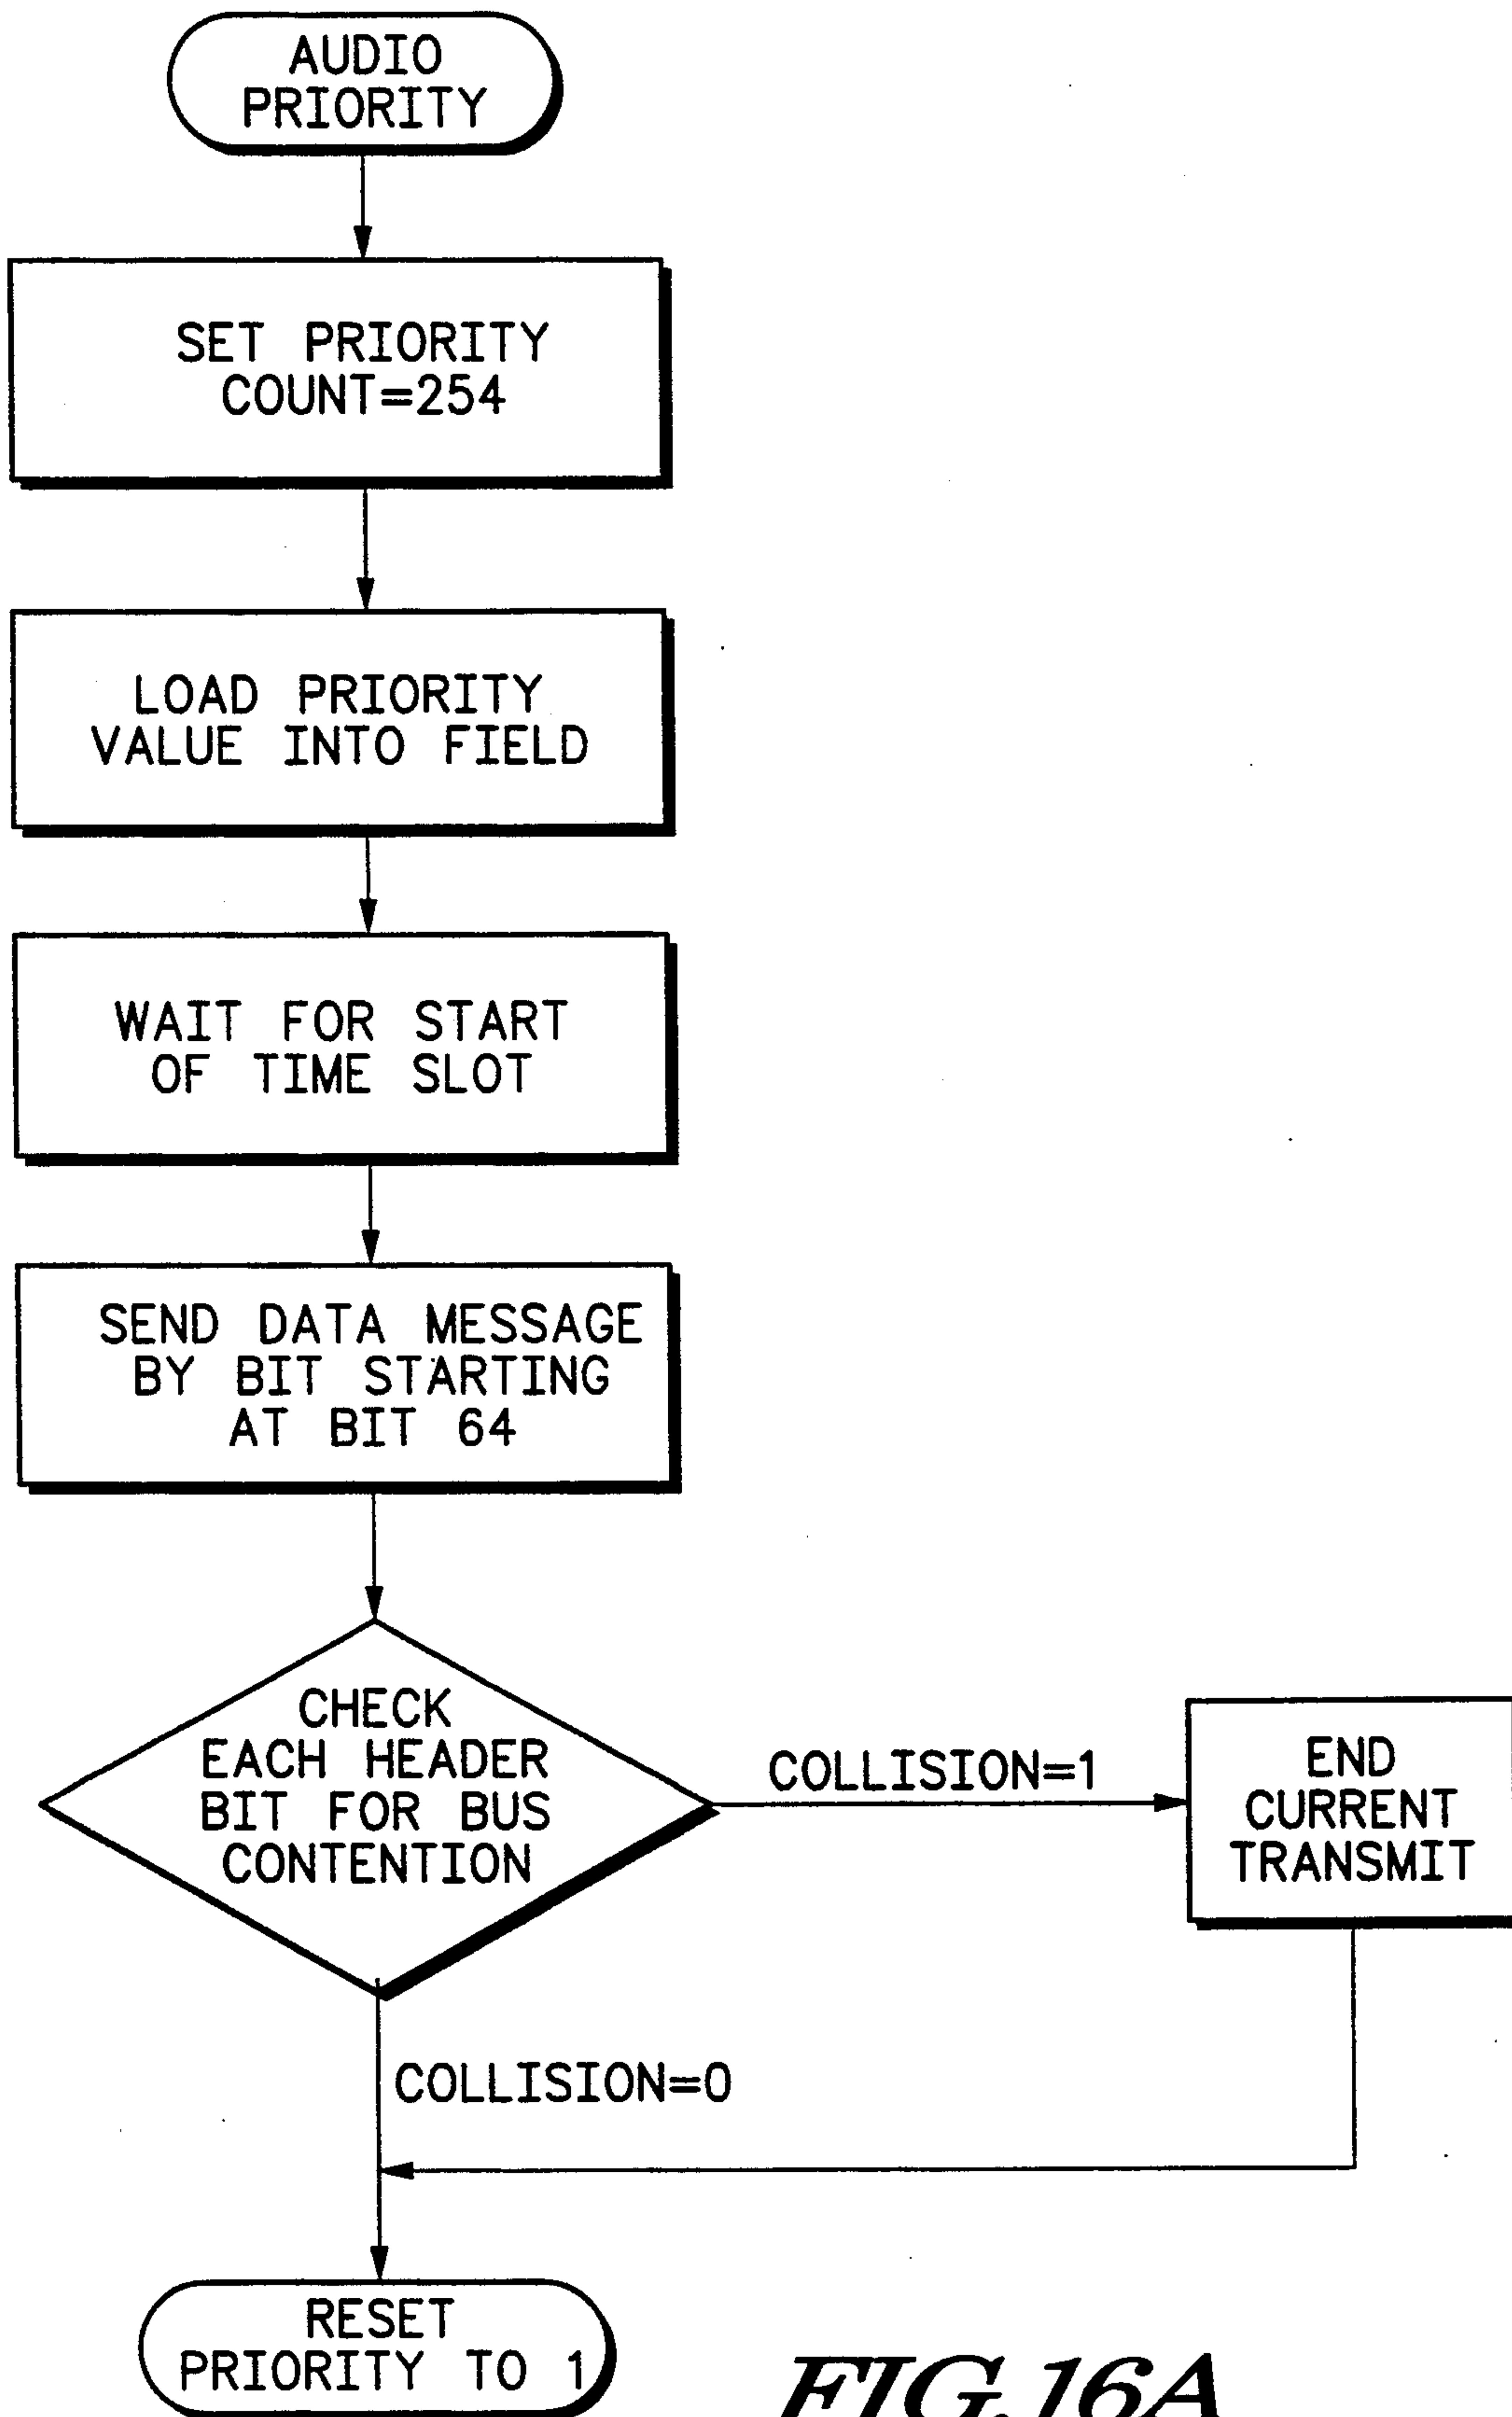 AUDIO
PRIORITY
SET PRIORITY
COUNT=254
LOAD PRIORITY
VALUE INTO FIELD
WAIT FOR START
OF TIME SLOT
SEND DATA MESSAGE
BY BIT STARTING
AT BIT 64
CHECK
EACH HEADER
BIT FOR BUS
CONTENTION
COLLISION=1
END
CURRENT
TRANSMIT
COLLISION=0
RESET
PRIORITY TO 1
FIG.16A